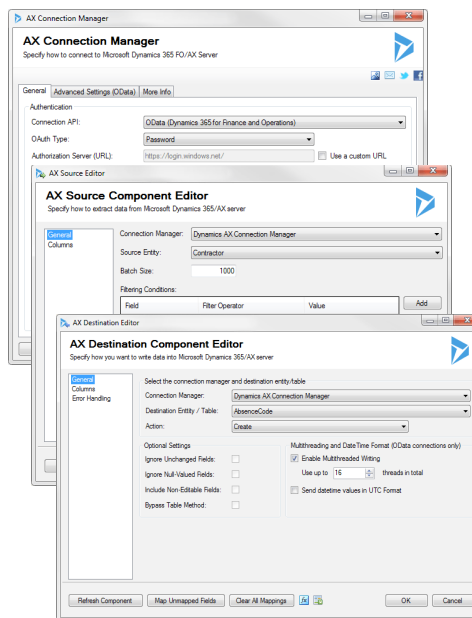 AX Connection Manager
AX Connection Manager
Specify how to connect to Microsoft Dynamics 365 FO/AX Server
General Advanced Settings (OData) More Info
Authentication
Connection API: OData (Dynamics 365 for Finance and Operations)
OAuth Type: Password
Authorization Server (URL): https://login.windows.net/ Use a custom URL
AX Source Editor
AX Source Component Editor
Specify how to extract data from Microsoft Dynamics 365/AX server
General
Columns
Connection Manager: Dynamics AX Connection Manager
Source Entity: Contractor
Batch Size: 1000
Filtering Conditions:
Field Filter Operator Value Add
AX Destination Editor
AX Destination Component Editor
Specify how you want to write data into Microsoft Dynamics 365/AX server
General
Columns
Error Handling
Select the connection manager and destination entity/table
Connection Manager: Dynamics AX Connection Manager
Destination Entity / Table: AbsenceCode
Action: Create
Optional Settings
Ignore Unchanged Fields:
Ignore Null-Valued Fields:
Include Non-Editable Fields:
Bypass Table Method:
Multithreading and DateTime Format (OData connections only)
Enable Multithreaded Writing
Use up to 16 threads in total
Send datetime values in UTC Format
Refresh Component Map Unmapped Fields Clear All Mappings fx OK Cancel